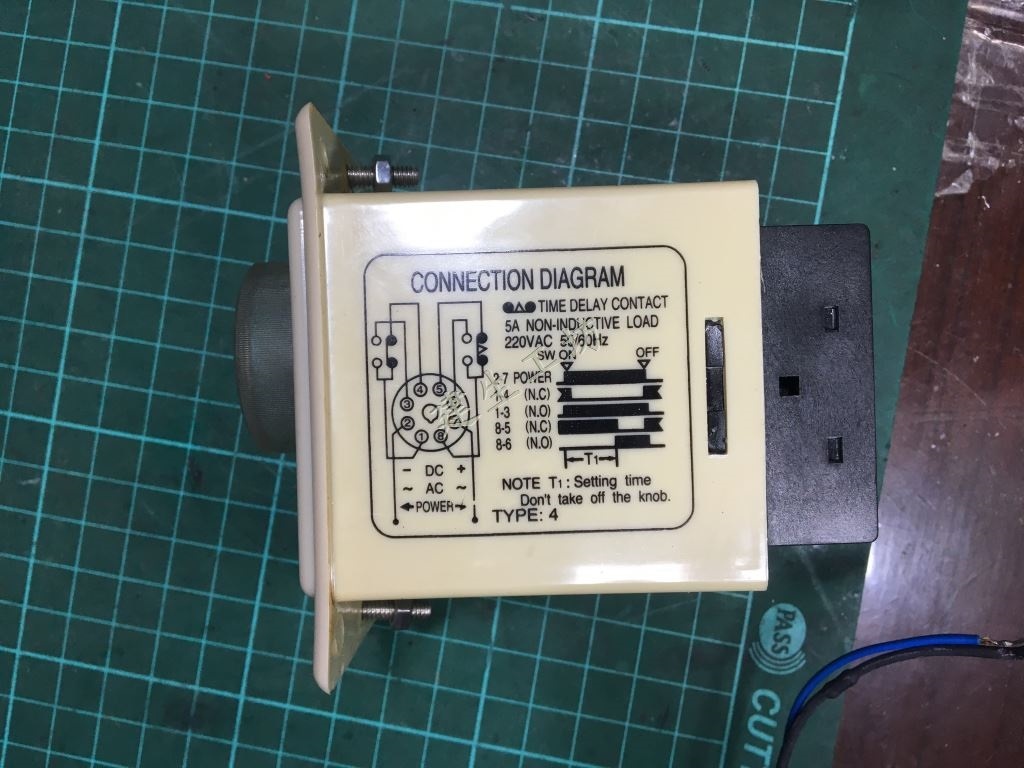 CONNECTION DIAGRAM
TIME DELAY CONTACT
5A NON-INDUCTIVE LOAD
220VAC 50/60Hz
SW ON
OFF
2-7 POWER
1-4 (N.C)
1-3 (N.O)
8-5 (N.C)
8-6 (N.O)
T1
4 5
3
2
1 8
− DC +
~ AC ~
POWER
NOTE T1: Setting time
Don't take off the knob.
TYPE: 4
PASS
CUT